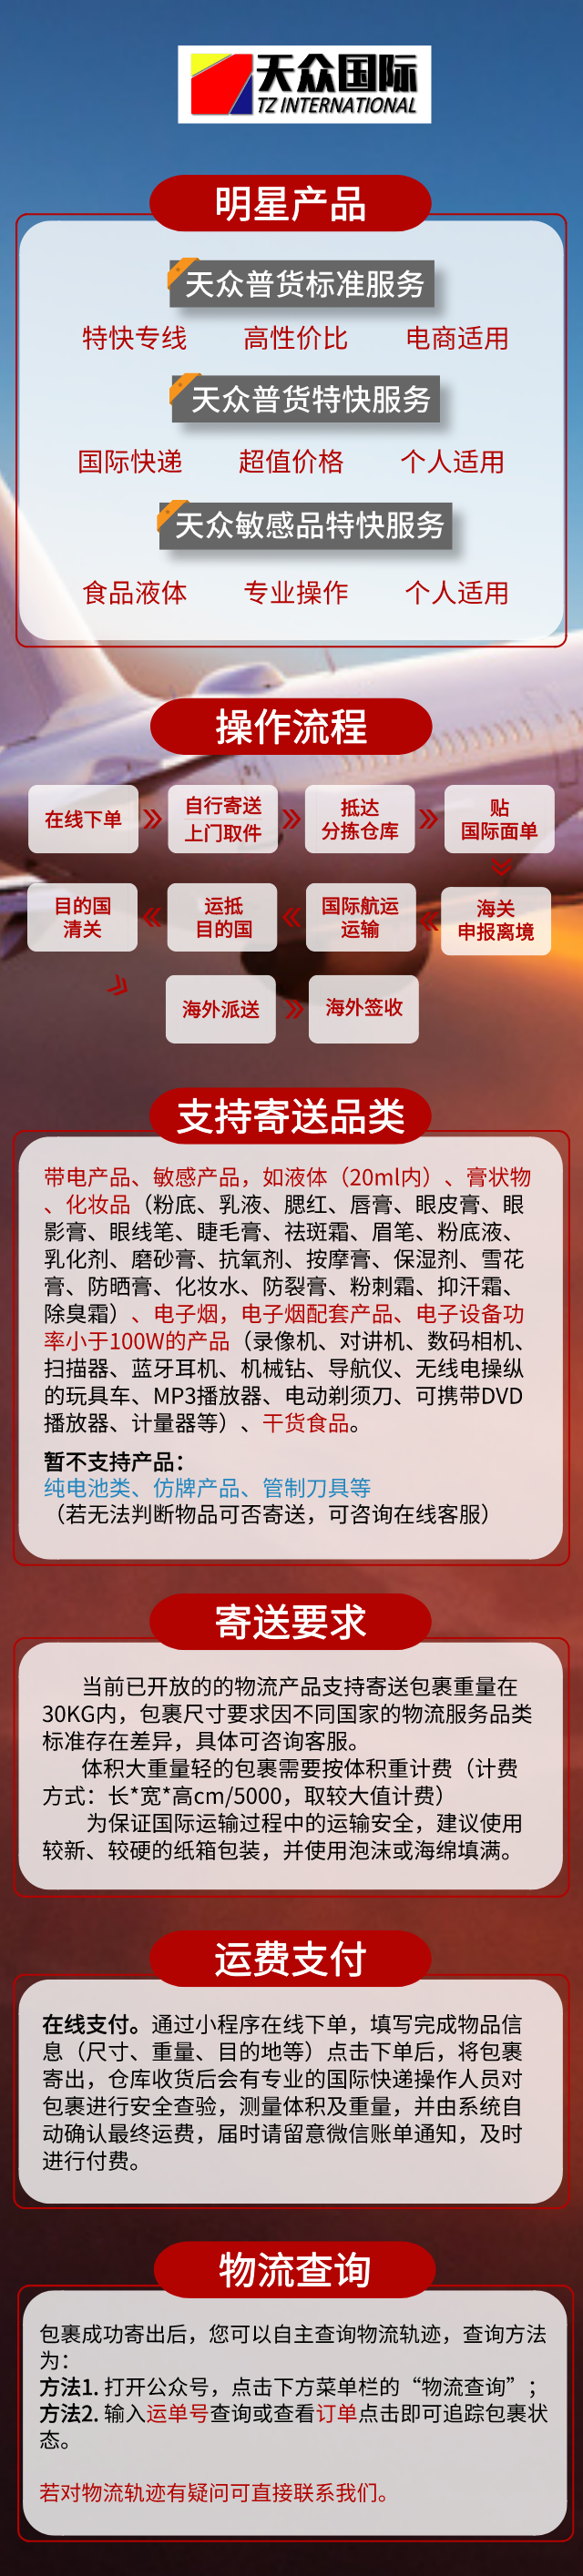 天众国际
TZ INTERNATIONAL
明星产品
天众普货标准服务
特快专线 高性价比 电商适用
天众普货特快服务
国际快递 超值价格 个人适用
天众敏感品特快服务
食品液体 专业操作 个人适用
操作流程
在线下单
自行寄送
上门取件
抵达
分拣仓库
贴
国际面单
海关
申报离境
国际航运
运输
运抵
目的国
目的国
清关
海外派送
海外签收
支持寄送品类
带电产品、敏感产品，如液体（20ml内）、膏状物
、化妆品（粉底、乳液、腮红、唇膏、眼皮膏、眼
影膏、眼线笔、睫毛膏、祛斑霜、眉笔、粉底液、
乳化剂、磨砂膏、抗氧剂、按摩膏、保湿剂、雪花
膏、防晒膏、化妆水、防裂膏、粉刺霜、抑汗霜、
除臭霜）、电子烟，电子烟配套产品、电子设备功
率小于100W的产品（录像机、对讲机、数码相机、
扫描器、蓝牙耳机、机械钻、导航仪、无线电操纵
的玩具车、MP3播放器、电动剃须刀、可携带DVD
播放器、计量器等）、干货食品。
暂不支持产品：
纯电池类、仿牌产品、管制刀具等
（若无法判断物品可否寄送，可咨询在线客服）
寄送要求
当前已开放的的物流产品支持寄送包裹重量在
30KG内，包裹尺寸要求因不同国家的物流服务品类
标准存在差异，具体可咨询客服。
体积大重量轻的包裹需要按体积重计费（计费
方式：长*宽*高cm/5000，取较大值计费）
为保证国际运输过程中的运输安全，建议使用
较新、较硬的纸箱包装，并使用泡沫或海绵填满。
运费支付
在线支付。通过小程序在线下单，填写完成物品信
息（尺寸、重量、目的地等）点击下单后，将包裹
寄出，仓库收货后会有专业的国际快递操作人员对
包裹进行安全查验，测量体积及重量，并由系统自
动确认最终运费，届时请留意微信账单通知，及时
进行付费。
物流查询
包裹成功寄出后，您可以自主查询物流轨迹，查询方法
为：
方法1. 打开公众号，点击下方菜单栏的“物流查询”；
方法2. 输入运单号查询或查看订单点击即可追踪包裹状
态。
若对物流轨迹有疑问可直接联系我们。